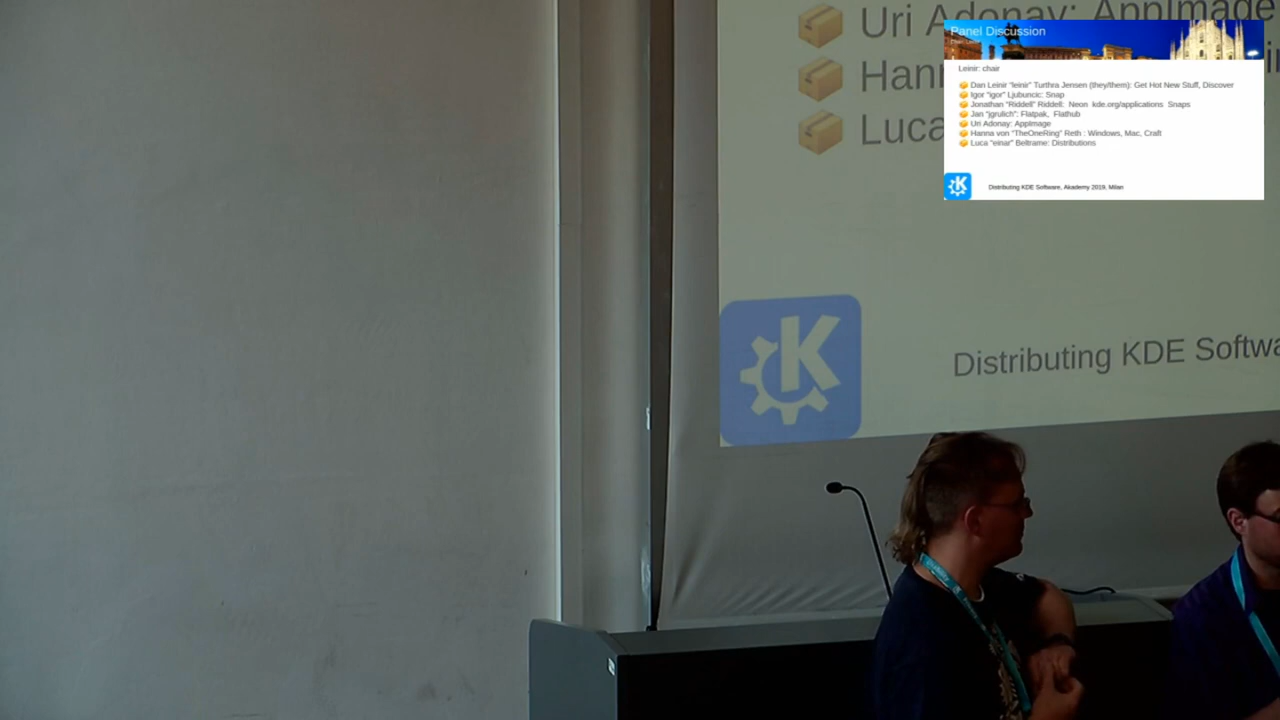 Uri Adonay: AppImage
Hann
Luca
Distributing KDE Softwa
Panel Discussion
Leinir: chair
Dan Leinir "leinir" Turthra Jensen (they/them): Get Hot New Stuff, Discover
Igor "igor" Ljubuncic: Snap
Jonathan "Riddell" Riddell: Neon kde.org/applications Snaps
Jan "jgrulich": Flatpak, Flathub
Uri Adonay: AppImage
Hanna von "TheOneRing" Reth : Windows, Mac, Craft
Luca "einar" Beltrame: Distributions
Distributing KDE Software, Akademy 2019, Milan